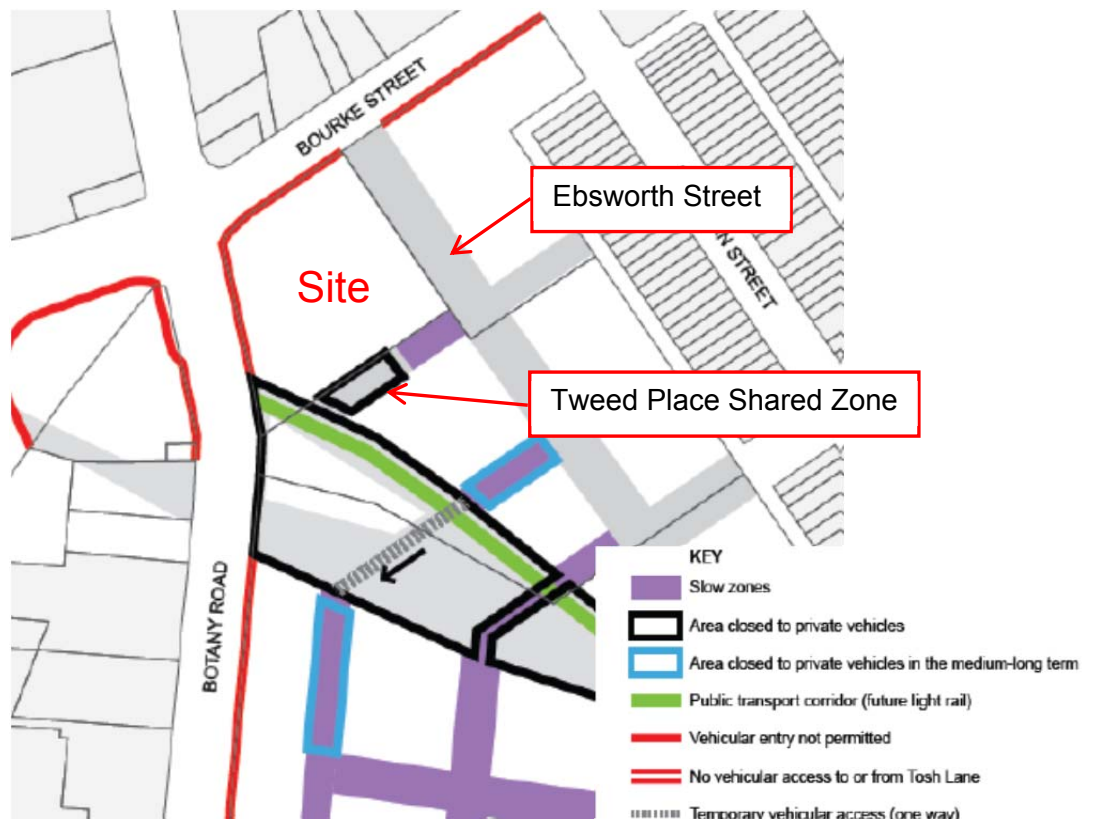 BOURKE STREET
Ebsworth Street
N STREET
Site
Tweed Place Shared Zone
BOTANY ROAD
KEY
Slow zones
Area closed to private vehicles
Area closed to private vehicles in the medium-long term
Public transport corridor (future light rail)
Vehicular entry not permitted
No vehicular access to or from Tosh Lane
Temporary vehicular access (one way)